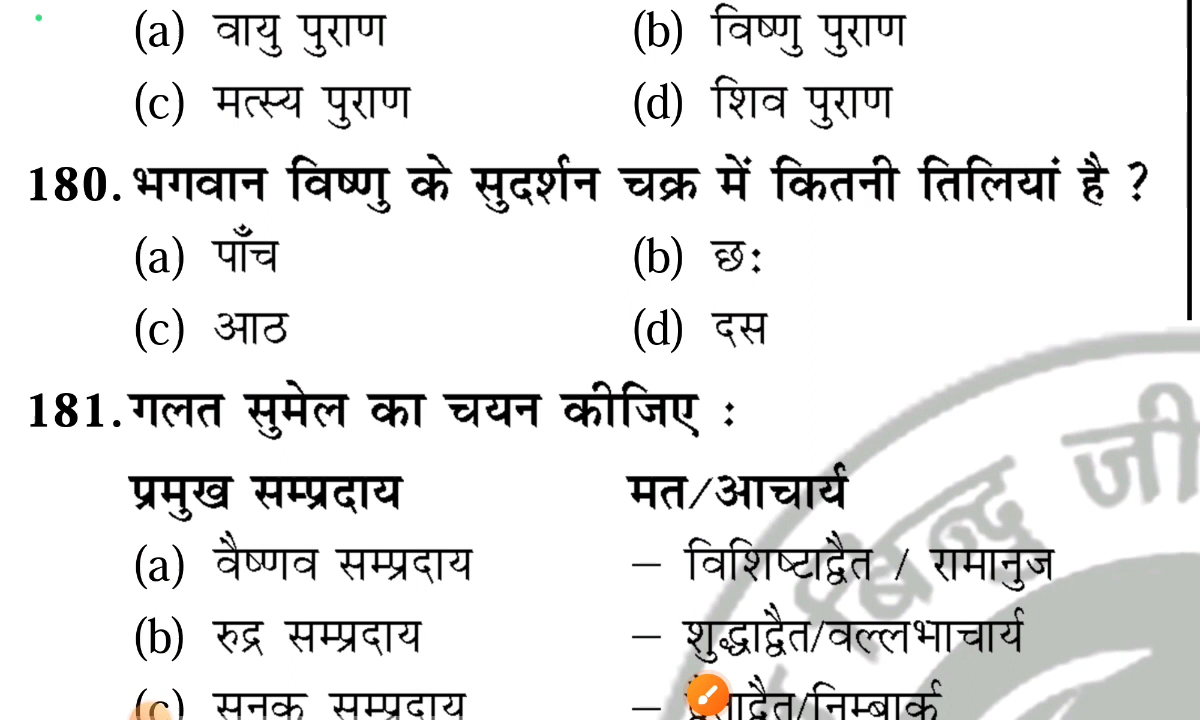 (a) वायु पुराण (b) विष्णु पुराण
(c) मत्स्य पुराण (d) शिव पुराण
180. भगवान विष्णु के सुदर्शन चक्र में कितनी तिलियां है ?
(a) पाँच (b) छः
(c) आठ (d) दस
181. गलत सुमेल का चयन कीजिए :
प्रमुख सम्प्रदाय मत/आचार्य
(a) वैष्णव सम्प्रदाय – विशिष्टाद्वैत / रामानुज
(b) रुद्र सम्प्रदाय – शुद्धाद्वैत/वल्लभाचार्य
(c) सनक सम्प्रदाय – /निम्बार्क